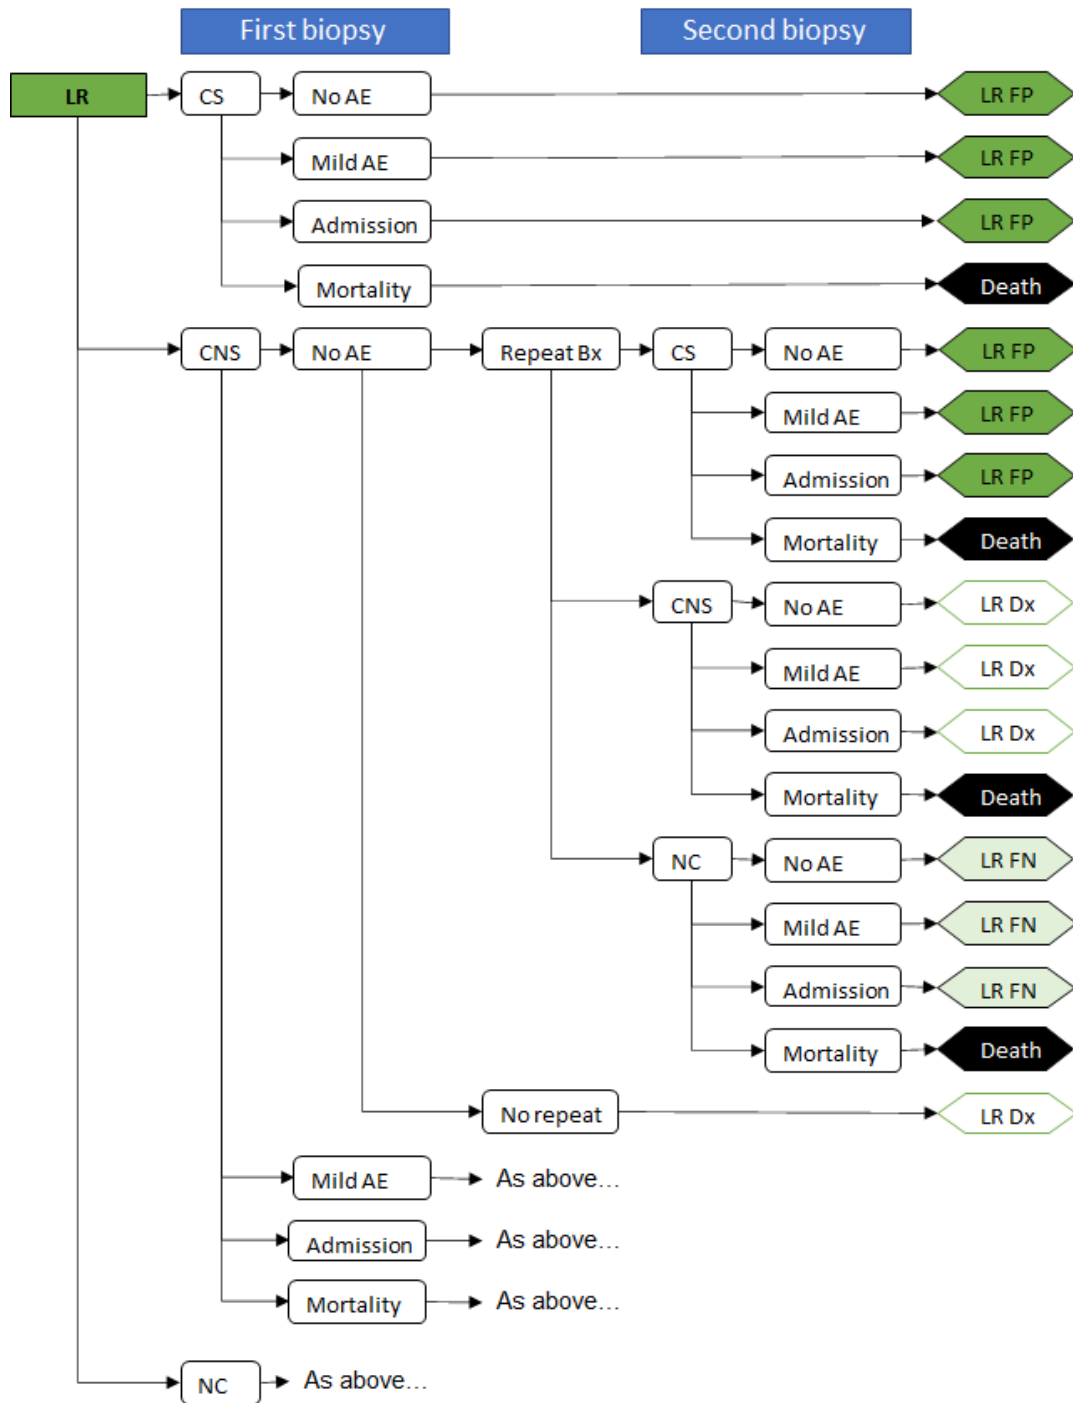 First biopsy Second biopsy
LR CS No AE LR FP
Mild AE LR FP
Admission LR FP
Mortality Death
CNS No AE Repeat Bx CS No AE LR FP
Mild AE LR FP
Admission LR FP
Mortality Death
CNS No AE LR Dx
Mild AE LR Dx
Admission LR Dx
Mortality Death
NC No AE LR FN
Mild AE LR FN
Admission LR FN
Mortality Death
No repeat LR Dx
Mild AE As above...
Admission As above...
Mortality As above...
NC As above...